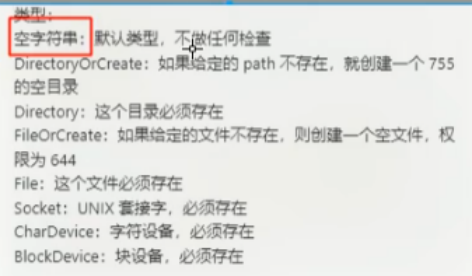 类型：
空字符串：默认类型，不做任何检查
DirectoryOrCreate：如果给定的 path 不存在，就创建一个 755
的空目录
Directory：这个目录必须存在
FileOrCreate：如果给定的文件不存在，则创建一个空文件，权
限为 644
File：这个文件必须存在
Socket：UNIX 套接字，必须存在
CharDevice：字符设备，必须存在
BlockDevice：块设备，必须存在